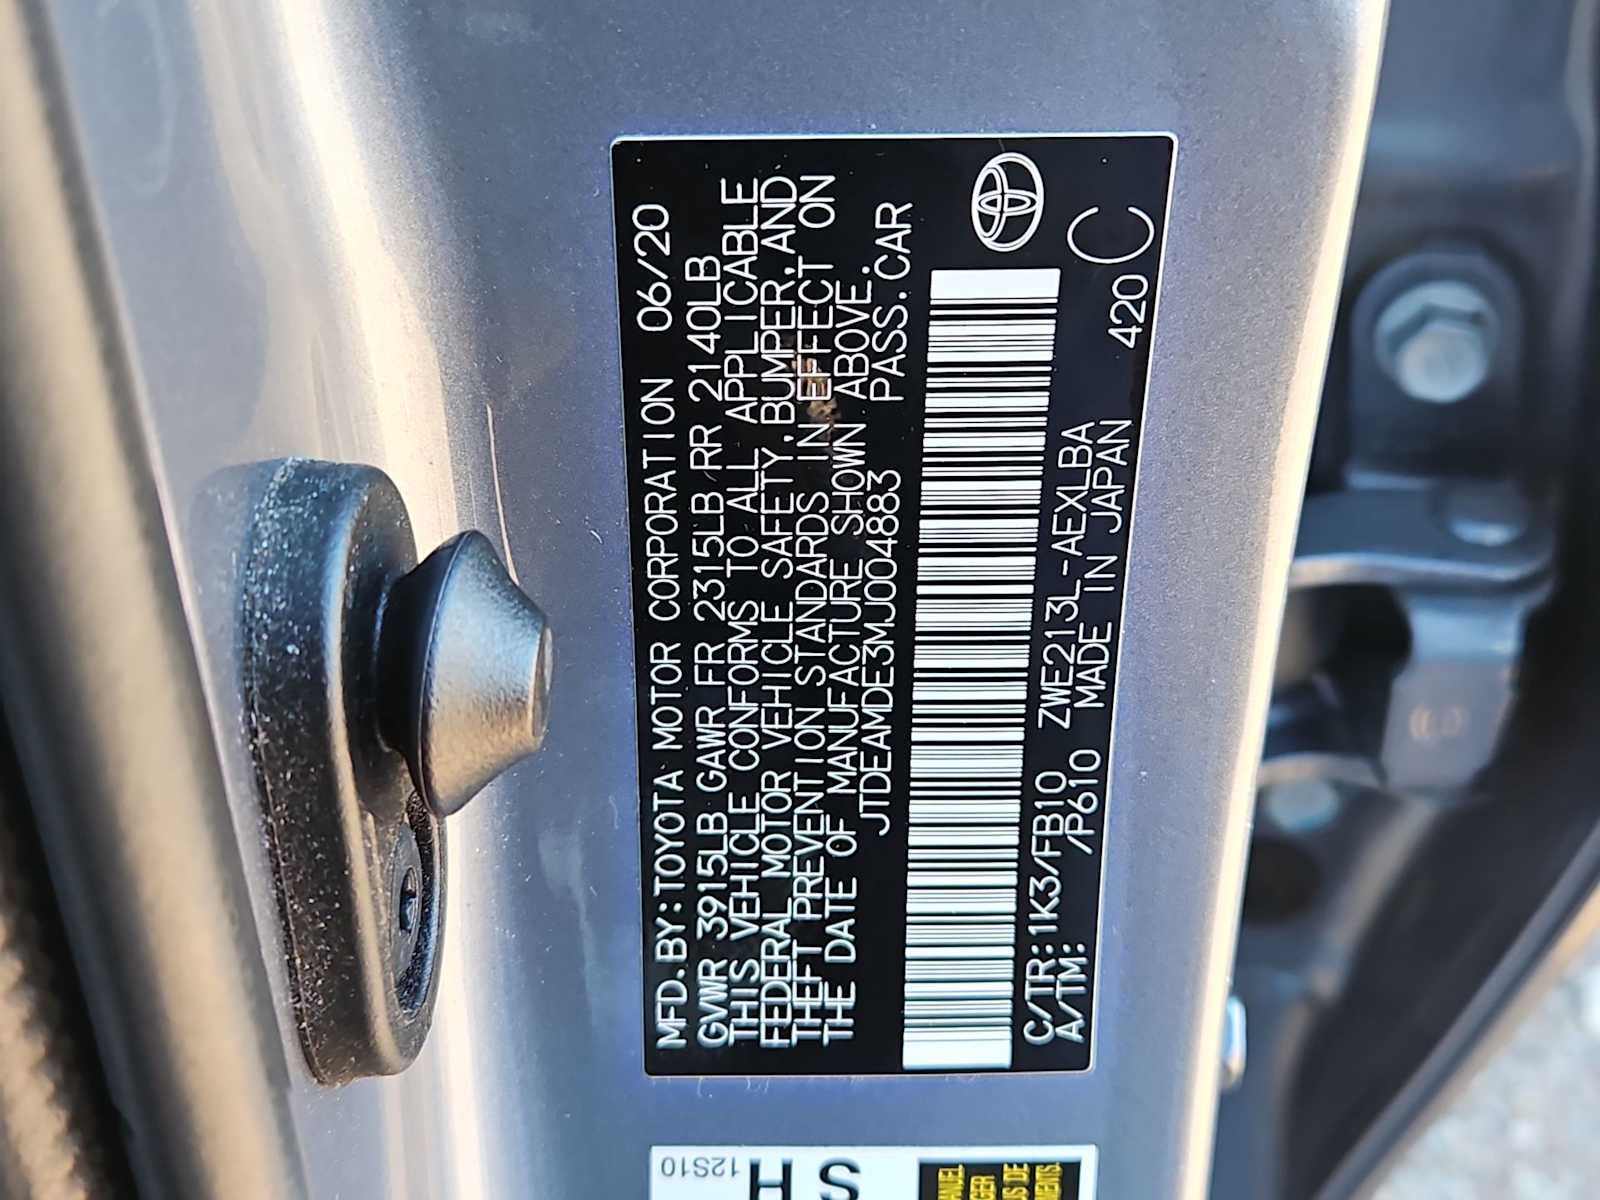 MFD.BY:TOYOTA MOTOR CORPORATION 06/20
GVWR 3915LB GAWR FR 2315LB RR 2140LB
THIS VEHICLE CONFORMS TO ALL APPLICABLE
FEDERAL MOTOR VEHICLE SAFETY,BUMPER,AND
THEFT PREVENTION STANDARDS IN EFFECT ON
THE DATE OF MANUFACTURE SHOWN ABOVE.
JTDEAMDE3MJ004883 PASS.CAR
C/TR:1K3/FB10 ZWE213L-AEXLBA 420 C
A/TM: /P610 MADE IN JAPAN
12S10
SH